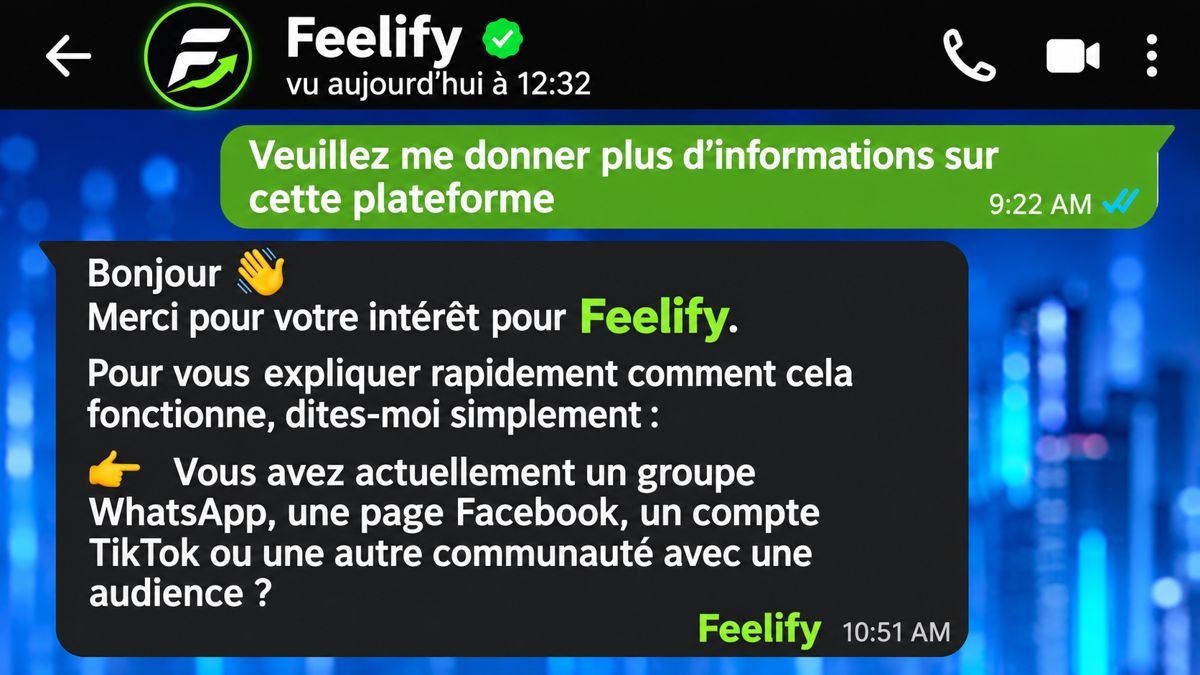 Feelify
vu aujourd’hui à 12:32
Veuillez me donner plus d’informations sur
cette plateforme
9:22 AM
Bonjour 👋
Merci pour votre intérêt pour Feelify.
Pour vous expliquer rapidement comment cela
fonctionne, dites-moi simplement :
👉 Vous avez actuellement un groupe
WhatsApp, une page Facebook, un compte
TikTok ou une autre communauté avec une
audience ?
Feelify 10:51 AM